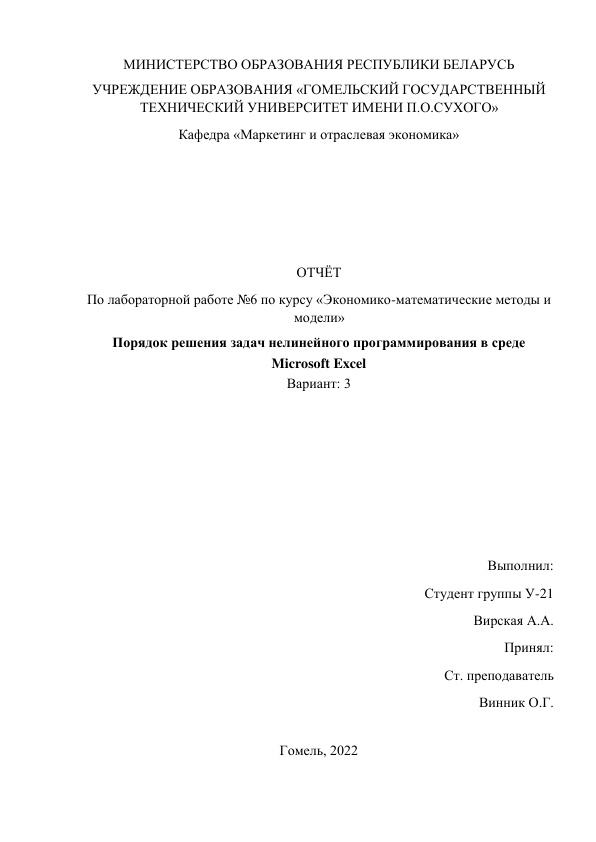 МИНИСТЕРСТВО ОБРАЗОВАНИЯ РЕСПУБЛИКИ БЕЛАРУСЬ
УЧРЕЖДЕНИЕ ОБРАЗОВАНИЯ «ГОМЕЛЬСКИЙ ГОСУДАРСТВЕННЫЙ
ТЕХНИЧЕСКИЙ УНИВЕРСИТЕТ ИМЕНИ П.О.СУХОГО»
Кафедра «Маркетинг и отраслевая экономика»
ОТЧЁТ
По лабораторной работе №6 по курсу «Экономико-математические методы и
модели»
Порядок решения задач нелинейного программирования в среде
Microsoft Excel
Вариант: 3
Выполнил:
Студент группы У-21
Вирская А.А.
Принял:
Ст. преподаватель
Винник О.Г.
Гомель, 2022